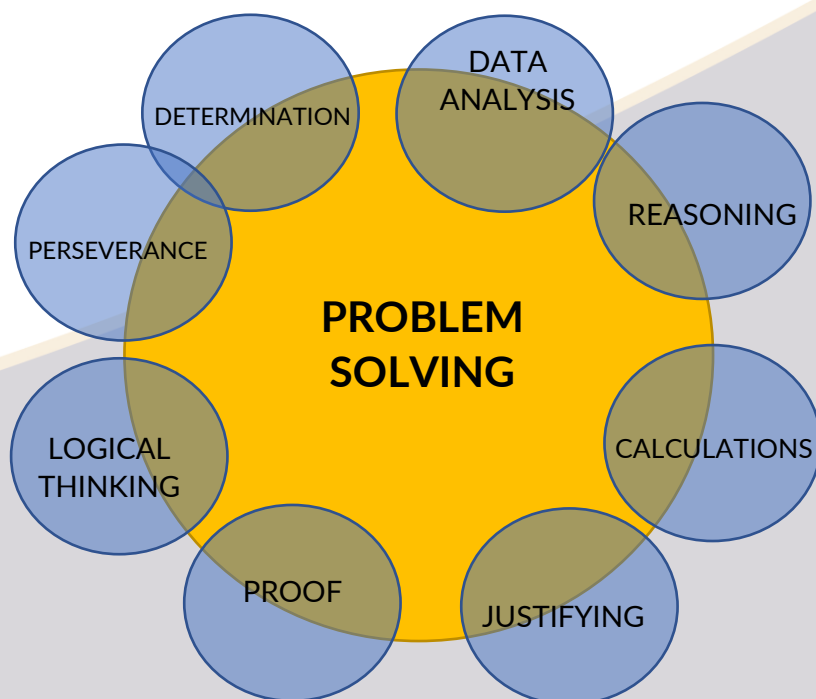 DATA
ANALYSIS
DETERMINATION
REASONING
PERSEVERANCE
PROBLEM
SOLVING
LOGICAL
THINKING
CALCULATIONS
PROOF
JUSTIFYING